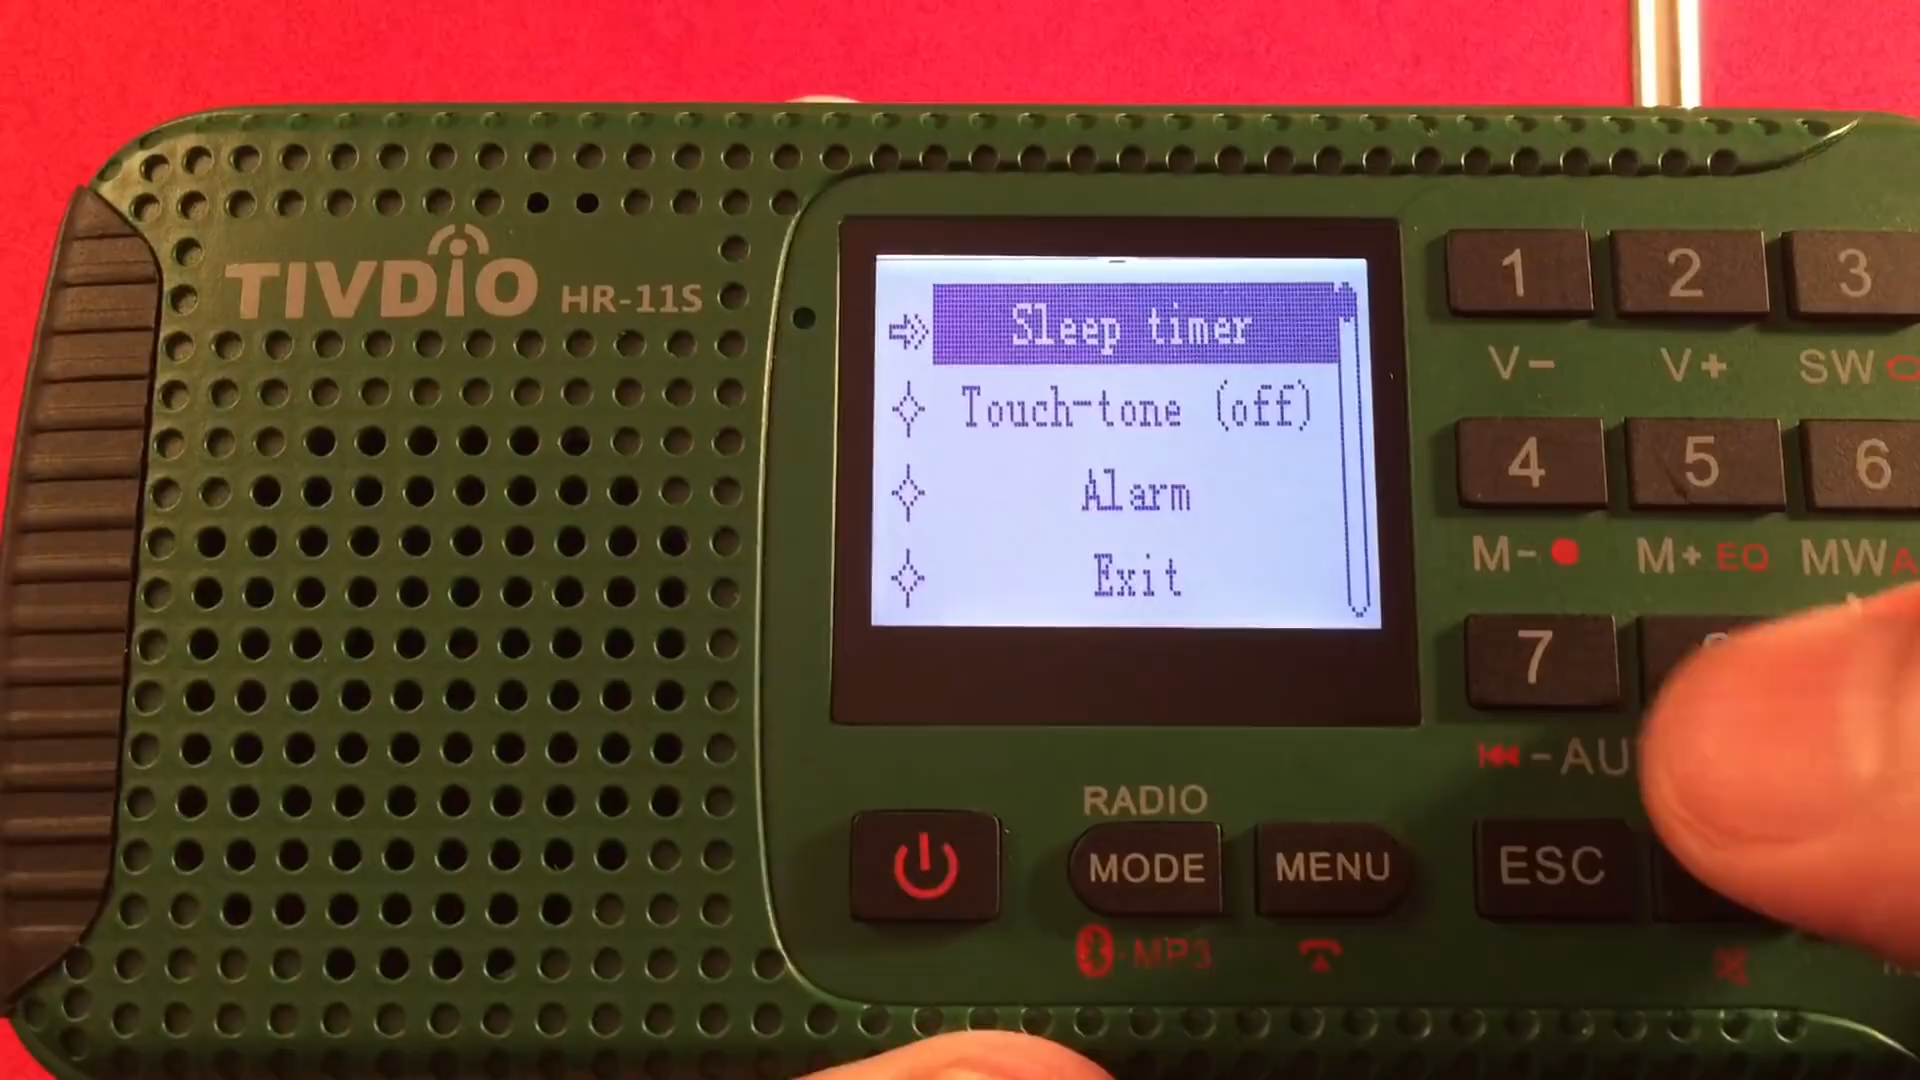 TIVDIO HR-11S
Sleep timer
Touch-tone (off)
Alarm
Exit
1 2 3
V- V+ SW
4 5 6
M- M+ EQ MW
7
-AU
RADIO
MODE MENU ESC
-MP3